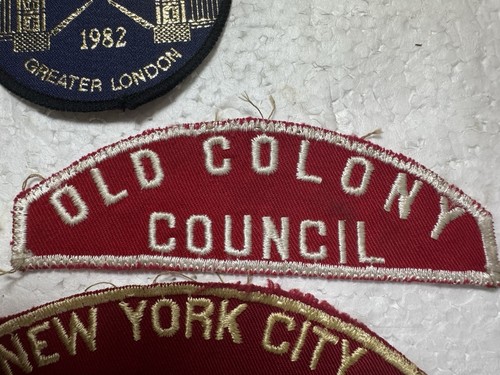 1982
GREATER LONDON
OLD COLONY
COUNCIL
NEW YORK CITY